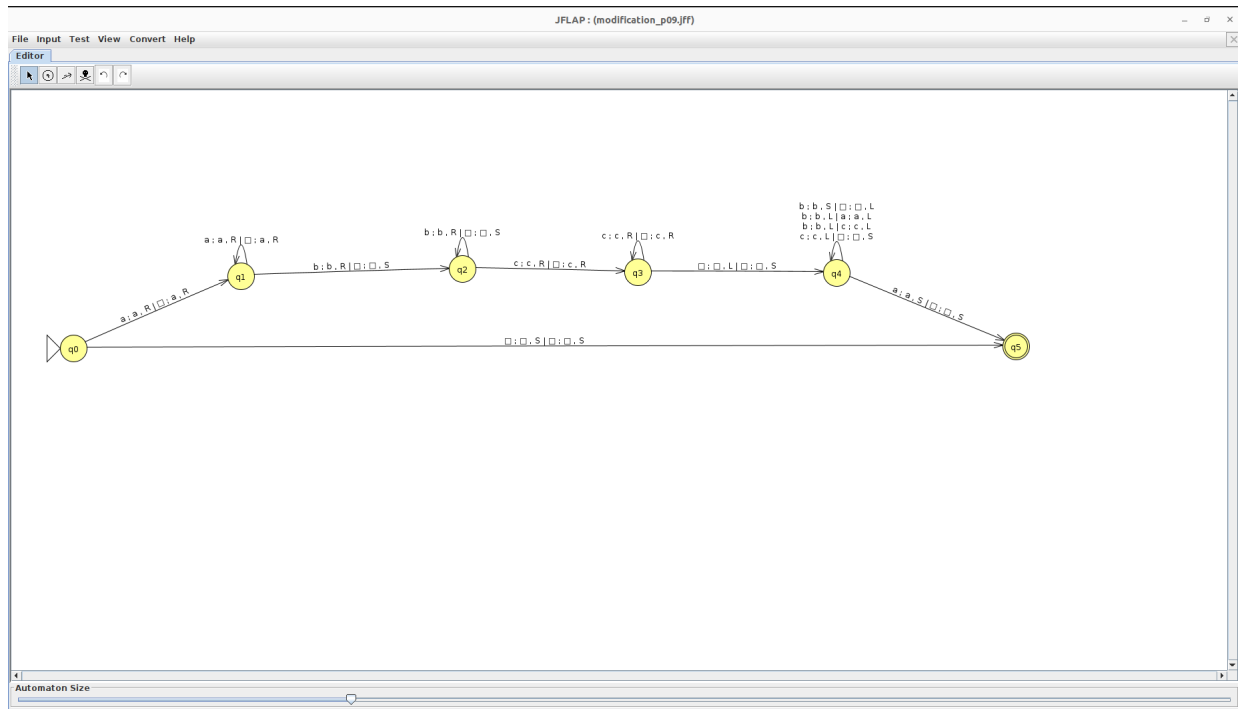 JFLAP : (modification_p09.jff)
File Input Test View Convert Help
Editor
b ; b , S | □ ; □ , L
b ; b , L | a ; a , L
b ; b , L | c ; c , L
c ; c , L | □ ; □ , S
a ; a , R | □ ; a , R
b ; b , R | □ ; □ , S
c ; c , R | □ ; c , R
q1
b ; b , R | □ ; □ , S
q2
c ; c , R | □ ; c , R
q3
□ ; □ , L | □ ; □ , S
q4
a ; a , R | □ ; a , R
a ; a , S | □ ; □ , S
q0
□ ; □ , S | □ ; □ , S
q5
Automaton Size